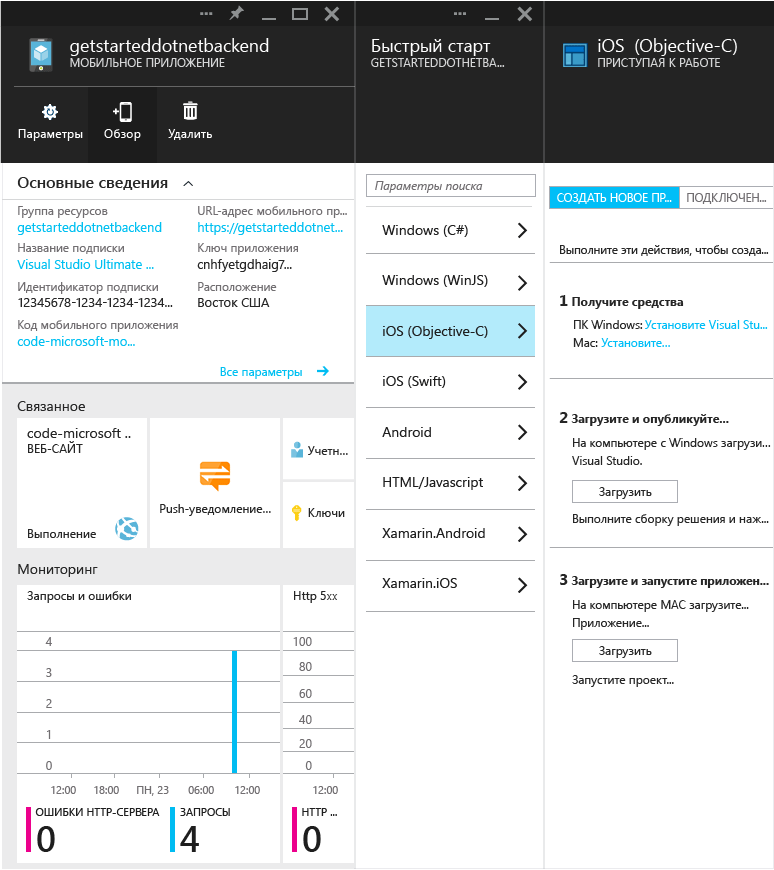 getstarteddotnetbackend
МОБИЛЬНОЕ ПРИЛОЖЕНИЕ
Параметры
Обзор
Удалить
Основные сведения
Группа ресурсов
getstarteddotnetbackend
URL-адрес мобильного пр...
https://getstarteddotnet...
Название подписки
Visual Studio Ultimate ...
Ключ приложения
cnhfyetgdhaig7...
Идентификатор подписки
12345678-1234-1234-1234...
Расположение
Восток США
Код мобильного приложения
code-microsoft-mo...
Все параметры
Связанное
code-microsoft ..
ВЕБ-САЙТ
Выполнение
Push-уведомление...
Учетн...
Ключи
Мониторинг
Запросы и ошибки
4
3
2
1
0
12:00 18:00 ПН, 23 06:00 12:00
ОШИБКИ HTTP-СЕРВЕРА
0
ЗАПРОСЫ
4
Http 5xx
100
80
60
40
20
0
12:00
HTTP ...
0
Быстрый старт
GETSTARTEDDOTHETBA...
Параметры поиска
Windows (C#)
Windows (WinJS)
iOS (Objective-C)
iOS (Swift)
Android
HTML/Javascript
Xamarin.Android
Xamarin.iOS
iOS (Objective-C)
ПРИСТУПАЯ К РАБОТЕ
СОЗДАТЬ НОВОЕ ПР...
ПОДКЛЮЧЕН...
Выполните эти действия, чтобы созда...
1 Получите средства
ПК Windows: Установите Visual Stu...
Mac: Установите...
2 Загрузите и опубликуйте...
На компьютере с Windows загрузи...
Visual Studio.
Загрузить
Выполните сборку решения и наж...
3 Загрузите и запустите приложен...
На компьютере MAC загрузите...
Приложение...
Загрузить
Запустите проект...